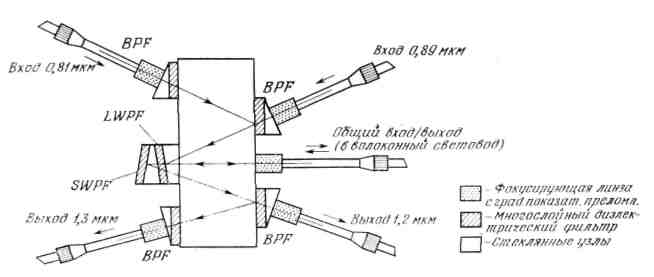 BPF
Вход 0,81 мкм
Вход 0,89 мкм
BPF
LWPF
Общий вход/выход
(в волоконный световод)
SWPF
Выход 1,3 мкм
Выход 1,2 мкм
BPF
BPF
- Фокусирующая линза
с град показат. преломл.
- Многослойный диэлек-
трический фильтр
- Стеклянные узлы